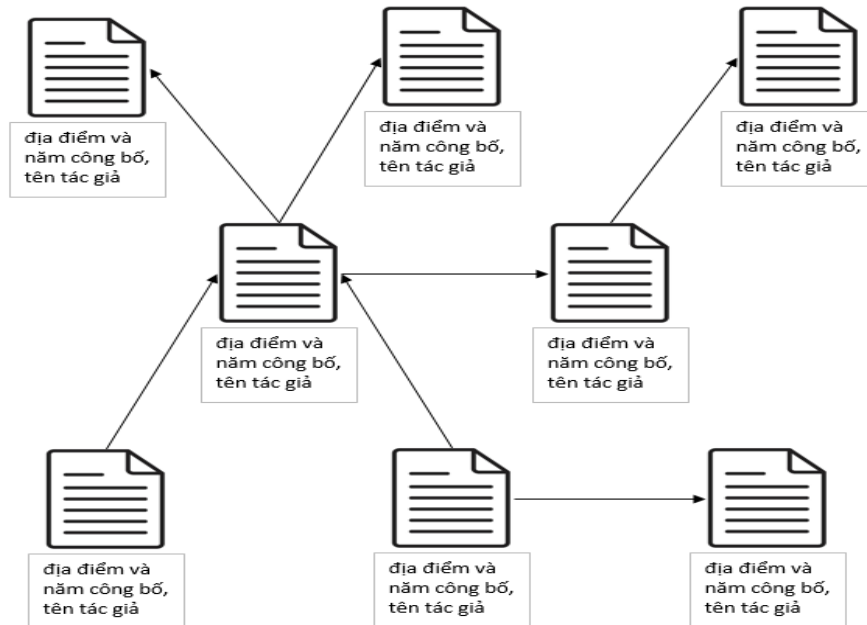 địa điểm và
năm công bố,
tên tác giả
địa điểm và
năm công bố,
tên tác giả
địa điểm và
năm công bố,
tên tác giả
địa điểm và
năm công bố,
tên tác giả
địa điểm và
năm công bố,
tên tác giả
địa điểm và
năm công bố,
tên tác giả
địa điểm và
năm công bố,
tên tác giả
địa điểm và
năm công bố,
tên tác giả